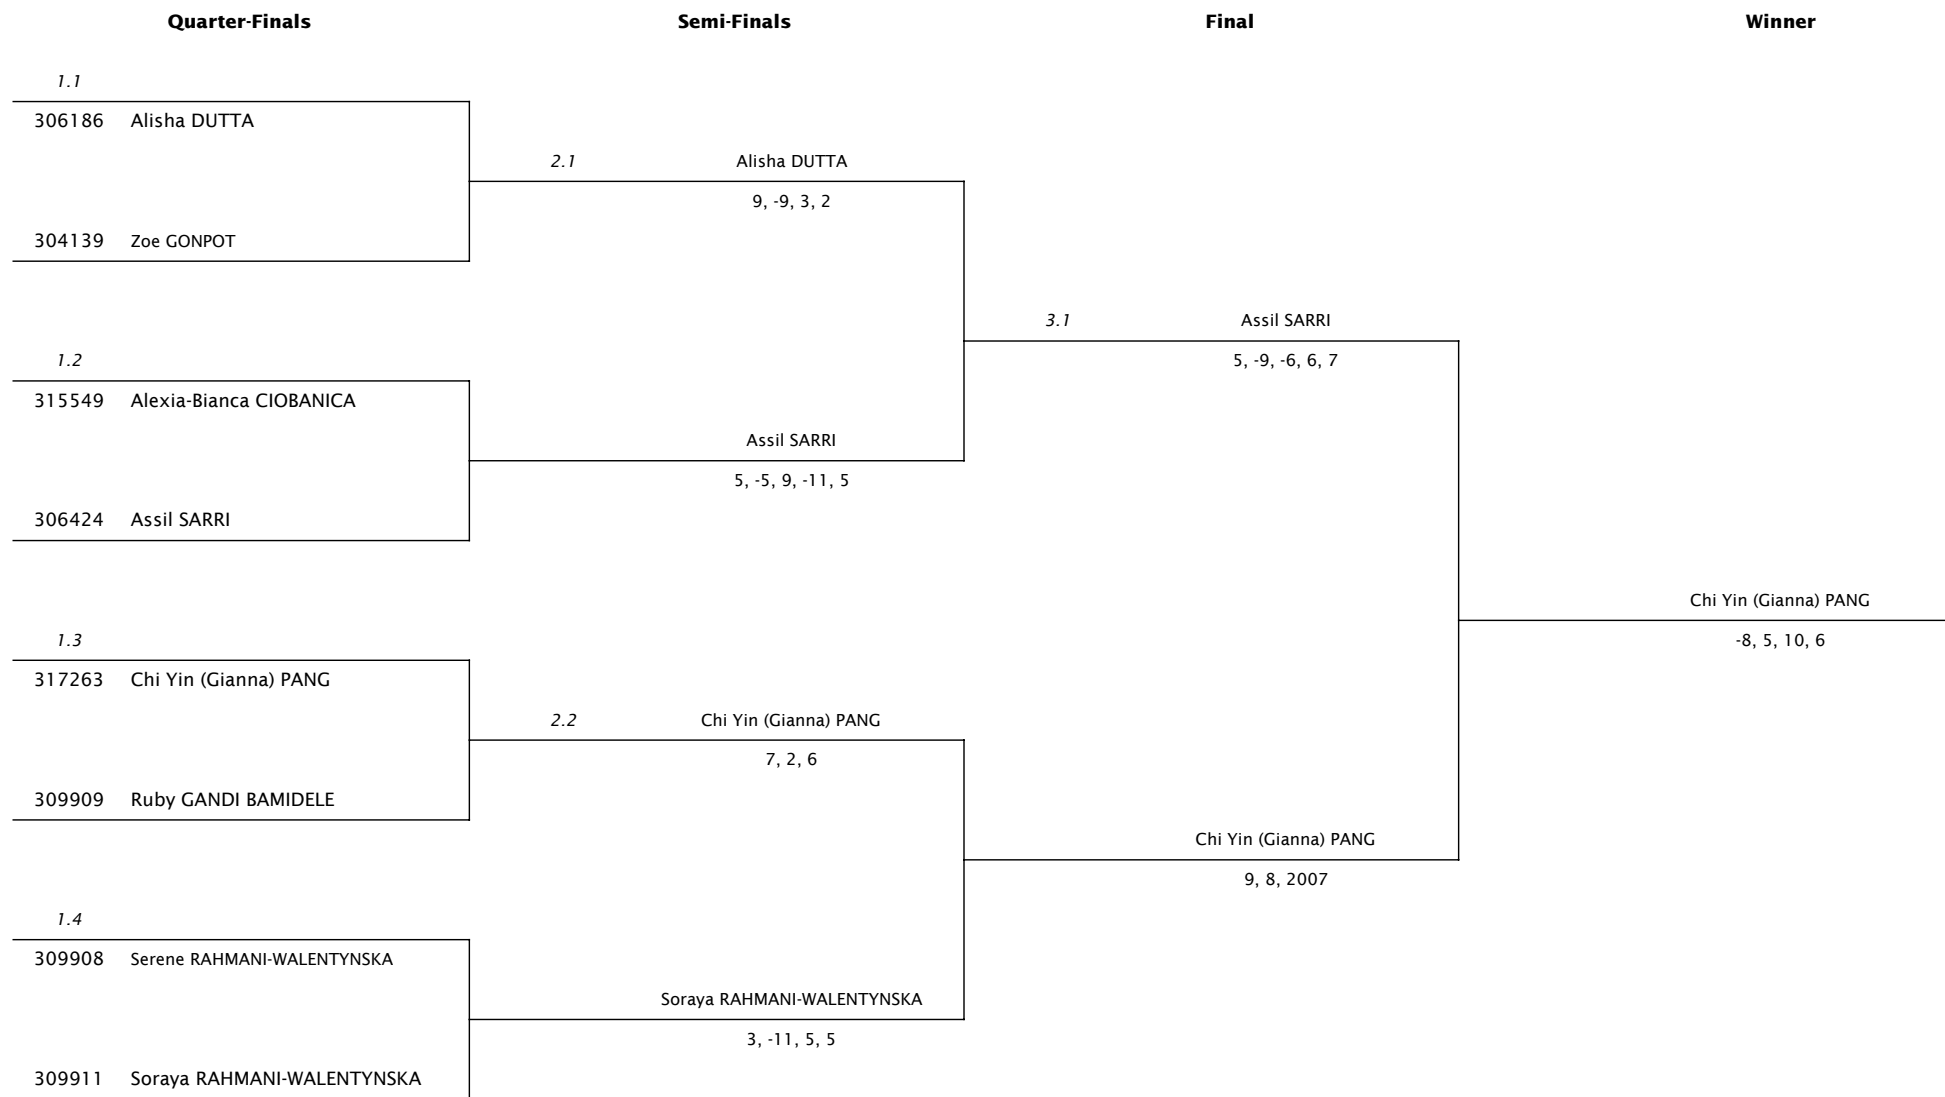 Quarter-Finals Semi-Finals Final Winner
1.1
306186 Alisha DUTTA
2.1 Alisha DUTTA
9, -9, 3, 2
304139 Zoe GONPOT
3.1 Assil SARRI
1.2
5, -9, -6, 6, 7
315549 Alexia-Bianca CIOBANICA
Assil SARRI
5, -5, 9, -11, 5
306424 Assil SARRI
Chi Yin (Gianna) PANG
1.3
-8, 5, 10, 6
317263 Chi Yin (Gianna) PANG
2.2 Chi Yin (Gianna) PANG
7, 2, 6
309909 Ruby GANDI BAMIDELE
Chi Yin (Gianna) PANG
9, 8, 2007
1.4
309908 Serene RAHMANI-WALENTYNSKA
Soraya RAHMANI-WALENTYNSKA
3, -11, 5, 5
309911 Soraya RAHMANI-WALENTYNSKA